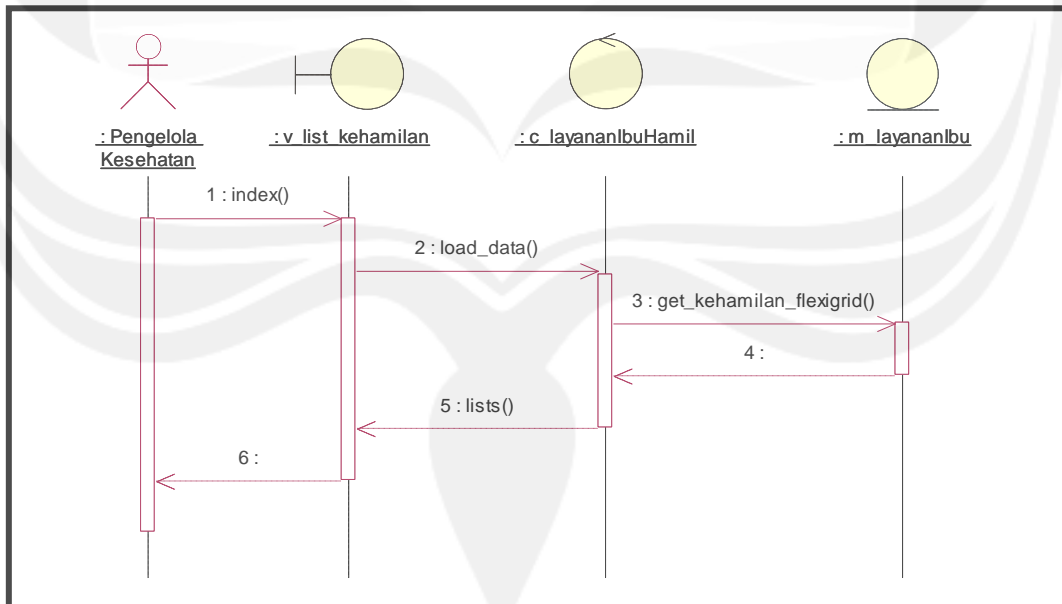 : Pengelola
Kesehatan
: v_list_kehamilan
: c_layananIbuHamil
: m_layananIbu
1 : index()
2 : load_data()
3 : get_kehamilan_flexigrid()
4 :
5 : lists()
6 :